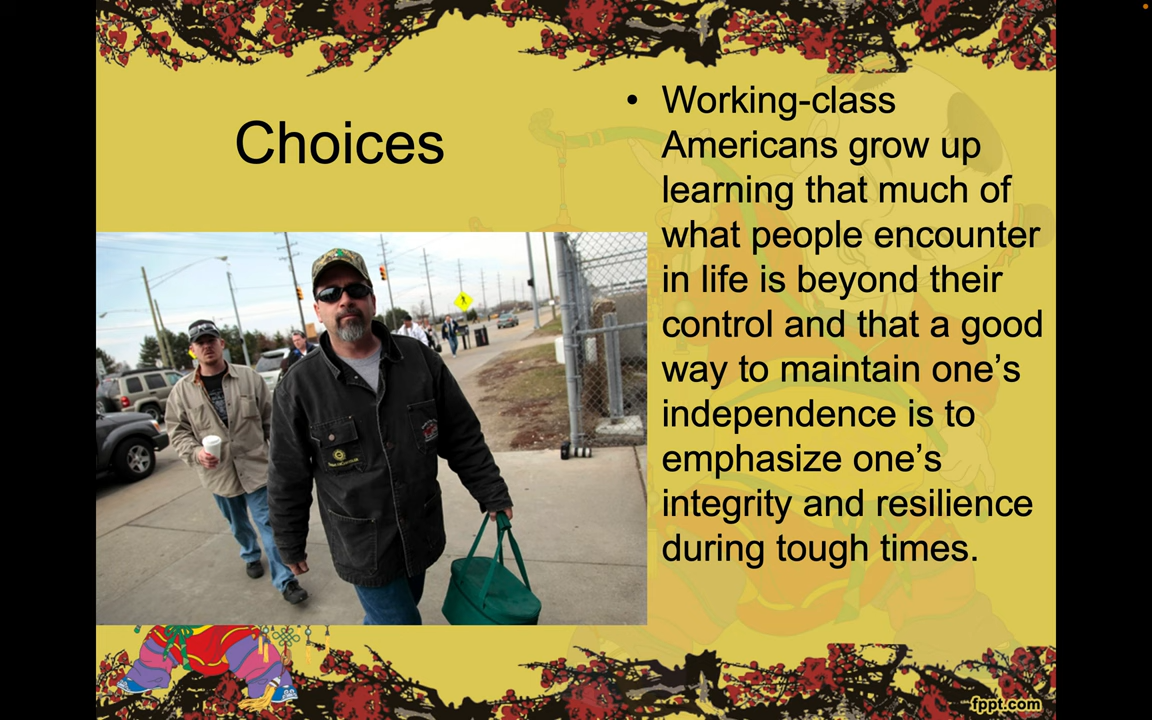 Choices
• Working-class
Americans grow up
learning that much of
what people encounter
in life is beyond their
control and that a good
way to maintain one’s
independence is to
emphasize one’s
integrity and resilience
during tough times.
fppt.com